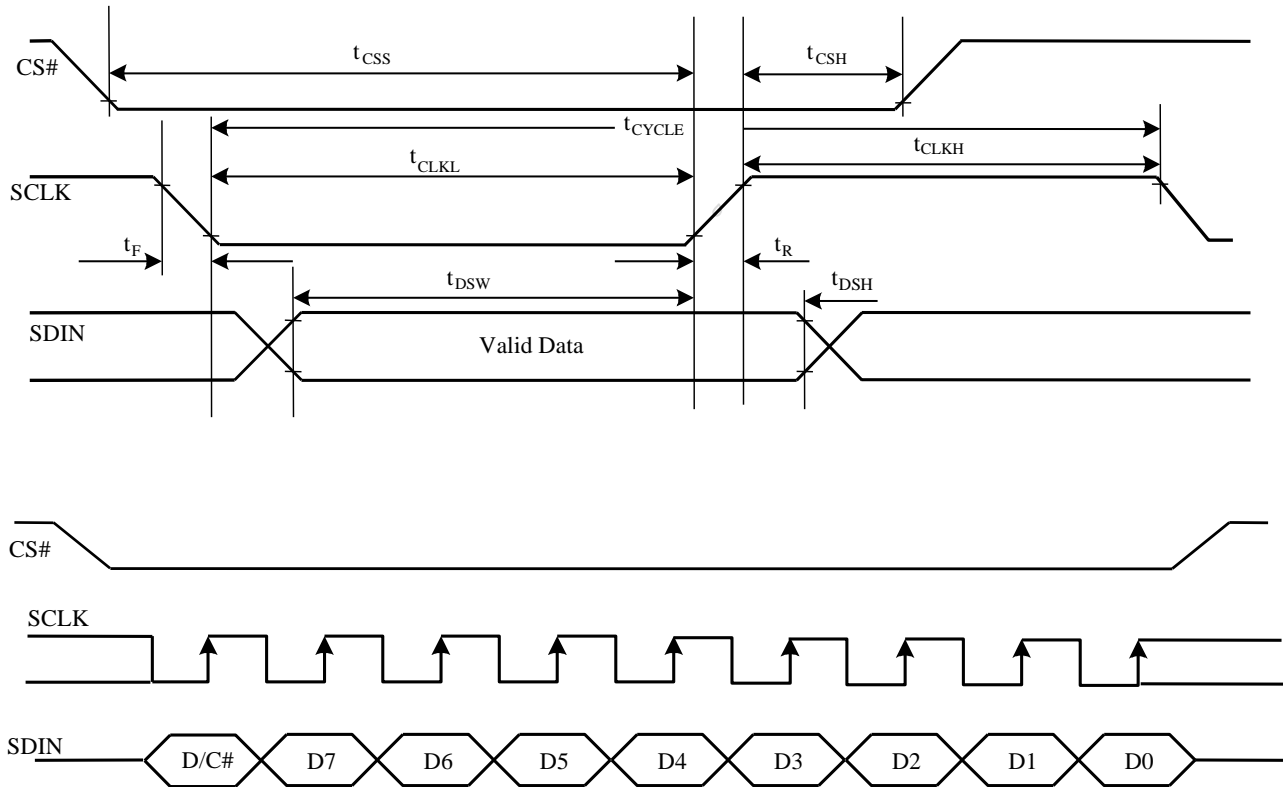 CS#
tCSS
tCSH
tCYCLE
tCLKL
tCLKH
SCLK
tF
tR
tDSW
tDSH
SDIN
Valid Data
CS#
SCLK
SDIN
D/C# D7 D6 D5 D4 D3 D2 D1 D0